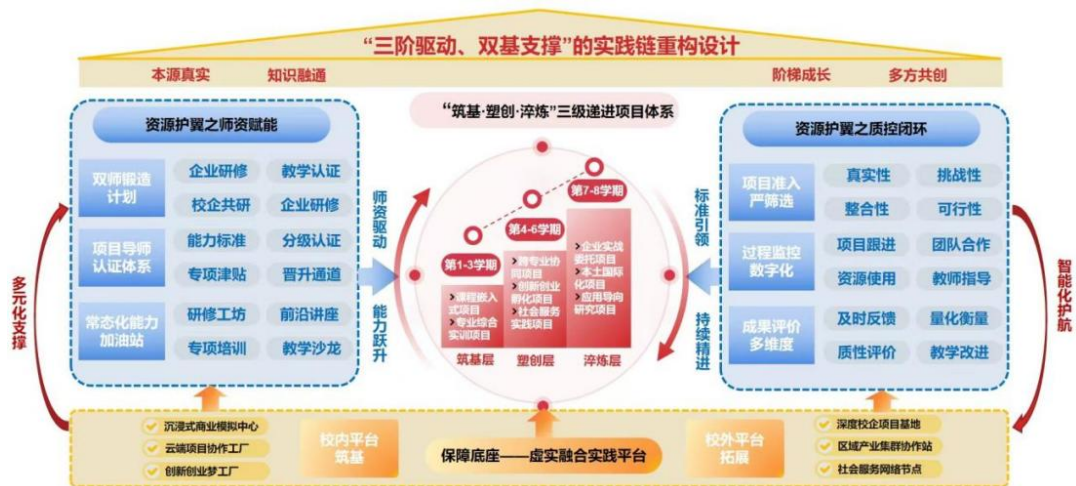 “三阶驱动、双基支撑”的实践链重构设计
本源真实
知识融通
阶梯成长
多方共创
多元化支撑
资源护翼之师资赋能
双师锻造
计划
企业研修
教学认证
校企共研
企业研修
项目导师
认证体系
能力标准
分级认证
专项津贴
晋升通道
常态化能力
加油站
研修工坊
前沿讲座
专项培训
教学沙龙
师资驱动
能力跃升
“筑基·塑创·淬炼”三级递进项目体系
第1-3学期
课程嵌入
式项目
专业综合
实训项目
筑基层
第4-6学期
跨专业协
同项目
创新创业
孵化项目
社会服务
实践项目
塑创层
第7-8学期
企业实战
委托项目
本土国际
化项目
应用导向
研究项目
淬炼层
标准引领
持续精进
资源护翼之质控闭环
项目准入
严筛选
真实性
挑战性
整合性
可行性
过程监控
数字化
项目跟进
团队合作
资源使用
教师指导
成果评价
多维度
及时反馈
量化衡量
质性评价
教学改进
智能化护航
沉浸式商业模拟中心
云端项目协作工厂
创新创业梦工厂
校内平台
筑基
保障底座——虚实融合实践平台
校外平台
拓展
深度校企项目基地
区域产业集群协作站
社会服务网络节点